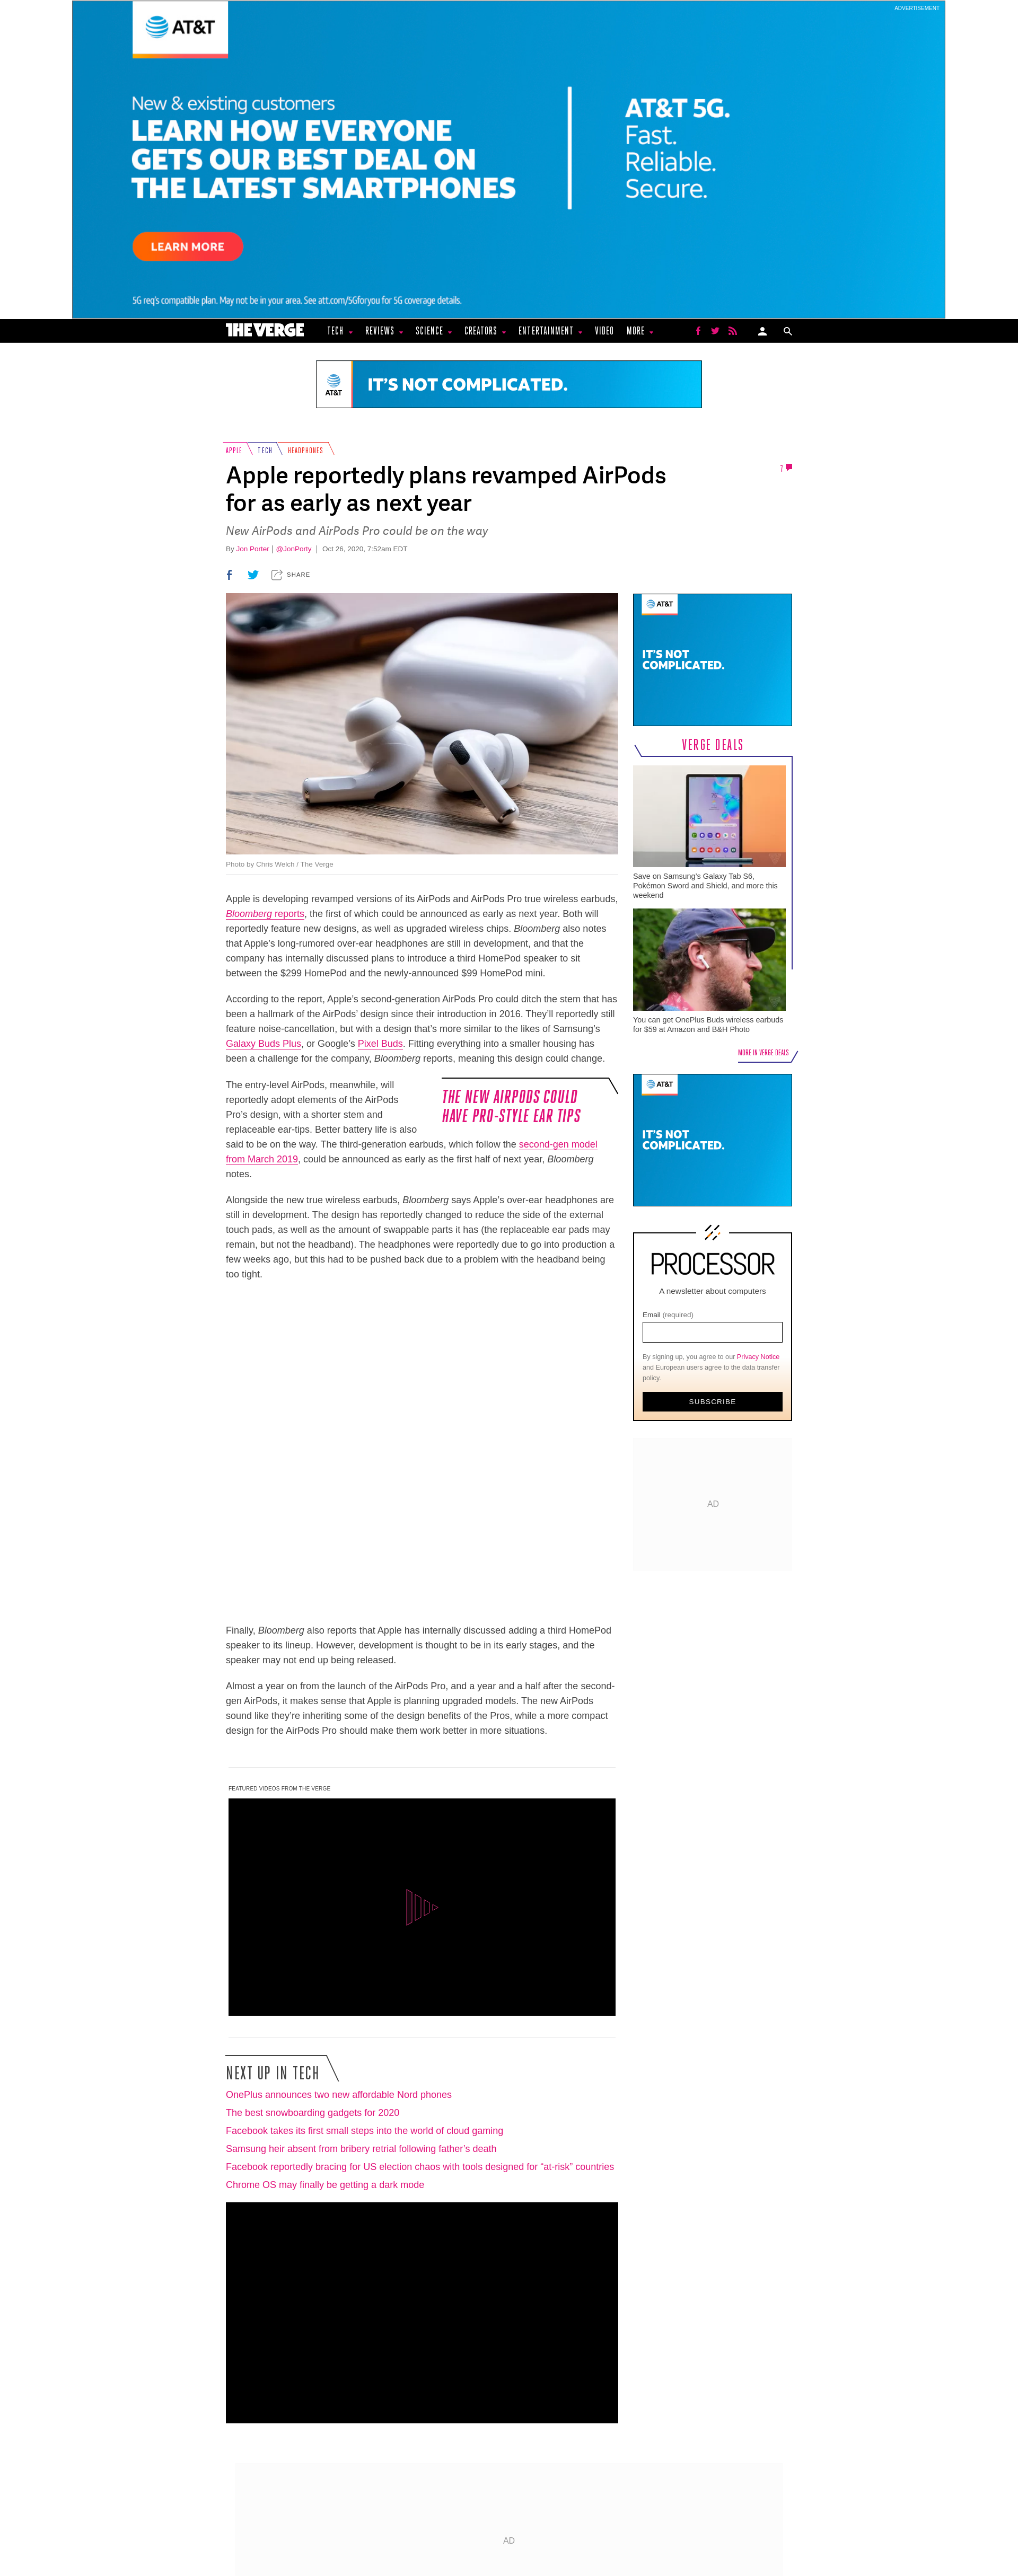 ADVERTISEMENT
AT&T
New & existing customers
LEARN HOW EVERYONE
GETS OUR BEST DEAL ON
THE LATEST SMARTPHONES
AT&T 5G.
Fast.
Reliable.
Secure.
LEARN MORE
5G req's compatible plan. May not be in your area. See att.com/5Gforyou for 5G coverage details.
THE VERGE TECH REVIEWS SCIENCE CREATORS ENTERTAINMENT VIDEO MORE
AT&T
IT'S NOT COMPLICATED.
APPLE TECH HEADPHONES
Apple reportedly plans revamped AirPods
for as early as next year
7
New AirPods and AirPods Pro could be on the way
By Jon Porter | @JonPorty | Oct 26, 2020, 7:52am EDT
SHARE
Photo by Chris Welch / The Verge
Apple is developing revamped versions of its AirPods and AirPods Pro true wireless earbuds,
Bloomberg reports, the first of which could be announced as early as next year. Both will
reportedly feature new designs, as well as upgraded wireless chips. Bloomberg also notes
that Apple's long-rumored over-ear headphones are still in development, and that the
company has internally discussed plans to introduce a third HomePod speaker to sit
between the $299 HomePod and the newly-announced $99 HomePod mini.
According to the report, Apple's second-generation AirPods Pro could ditch the stem that has
been a hallmark of the AirPods' design since their introduction in 2016. They'll reportedly still
feature noise-cancellation, but with a design that's more similar to the likes of Samsung's
Galaxy Buds Plus, or Google's Pixel Buds. Fitting everything into a smaller housing has
been a challenge for the company, Bloomberg reports, meaning this design could change.
THE NEW AIRPODS COULD
HAVE PRO-STYLE EAR TIPS
The entry-level AirPods, meanwhile, will
reportedly adopt elements of the AirPods
Pro's design, with a shorter stem and
replaceable ear-tips. Better battery life is also
said to be on the way. The third-generation earbuds, which follow the second-gen model
from March 2019, could be announced as early as the first half of next year, Bloomberg
notes.
Alongside the new true wireless earbuds, Bloomberg says Apple's over-ear headphones are
still in development. The design has reportedly changed to reduce the side of the external
touch pads, as well as the amount of swappable parts it has (the replaceable ear pads may
remain, but not the headband). The headphones were reportedly due to go into production a
few weeks ago, but this had to be pushed back due to a problem with the headband being
too tight.
Finally, Bloomberg also reports that Apple has internally discussed adding a third HomePod
speaker to its lineup. However, development is thought to be in its early stages, and the
speaker may not end up being released.
Almost a year on from the launch of the AirPods Pro, and a year and a half after the second-
gen AirPods, it makes sense that Apple is planning upgraded models. The new AirPods
sound like they're inheriting some of the design benefits of the Pros, while a more compact
design for the AirPods Pro should make them work better in more situations.
AT&T
IT'S NOT
COMPLICATED.
VERGE DEALS
Save on Samsung's Galaxy Tab S6,
Pokémon Sword and Shield, and more this
weekend
You can get OnePlus Buds wireless earbuds
for $59 at Amazon and B&H Photo
MORE IN VERGE DEALS
AT&T
IT'S NOT
COMPLICATED.
PROCESSOR
A newsletter about computers
Email (required)
By signing up, you agree to our Privacy Notice
and European users agree to the data transfer
policy.
SUBSCRIBE
AD
FEATURED VIDEOS FROM THE VERGE
NEXT UP IN TECH
OnePlus announces two new affordable Nord phones
The best snowboarding gadgets for 2020
Facebook takes its first small steps into the world of cloud gaming
Samsung heir absent from bribery retrial following father's death
Facebook reportedly bracing for US election chaos with tools designed for "at-risk" countries
Chrome OS may finally be getting a dark mode
AD